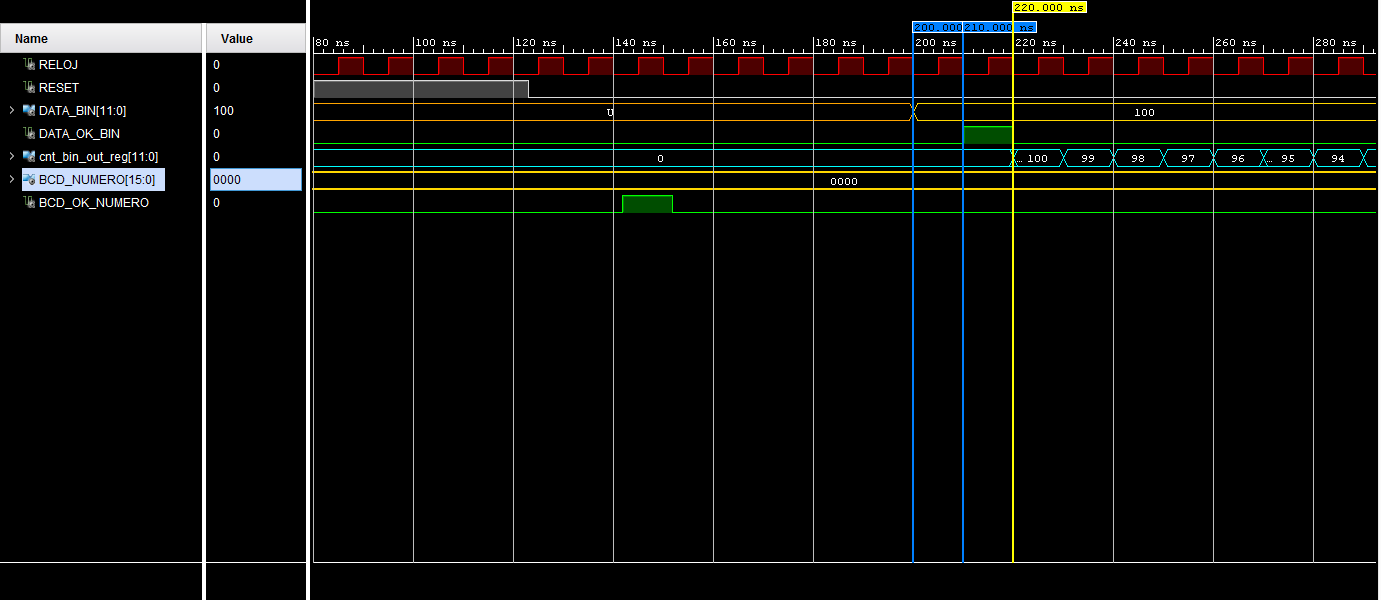 220.000 ns
200.000 210.000 ns
Name Value 80 ns 100 ns 120 ns 140 ns 160 ns 180 ns 200 ns 220 ns 240 ns 260 ns 280 ns
RELOJ 0
RESET 0
DATA_BIN[11:0] 100 U 100
DATA_OK_BIN 0
cnt_bin_out_reg[11:0] 0 0 ... 100 99 98 97 96 ... 95 94
BCD_NUMERO[15:0] 0000 0000
BCD_OK_NUMERO 0